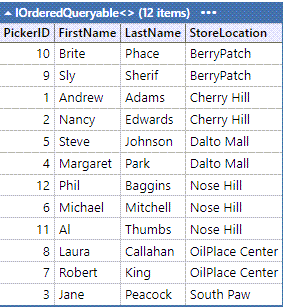 IOrderedQueryable<> (12 items)
PickerID FirstName LastName StoreLocation
10 Brite Phace BerryPatch
9 Sly Sherif BerryPatch
1 Andrew Adams Cherry Hill
2 Nancy Edwards Cherry Hill
5 Steve Johnson Dalto Mall
4 Margaret Park Dalto Mall
12 Phil Baggins Nose Hill
6 Michael Mitchell Nose Hill
11 Al Thumbs Nose Hill
8 Laura Callahan OilPlace Center
7 Robert King OilPlace Center
3 Jane Peacock South Paw